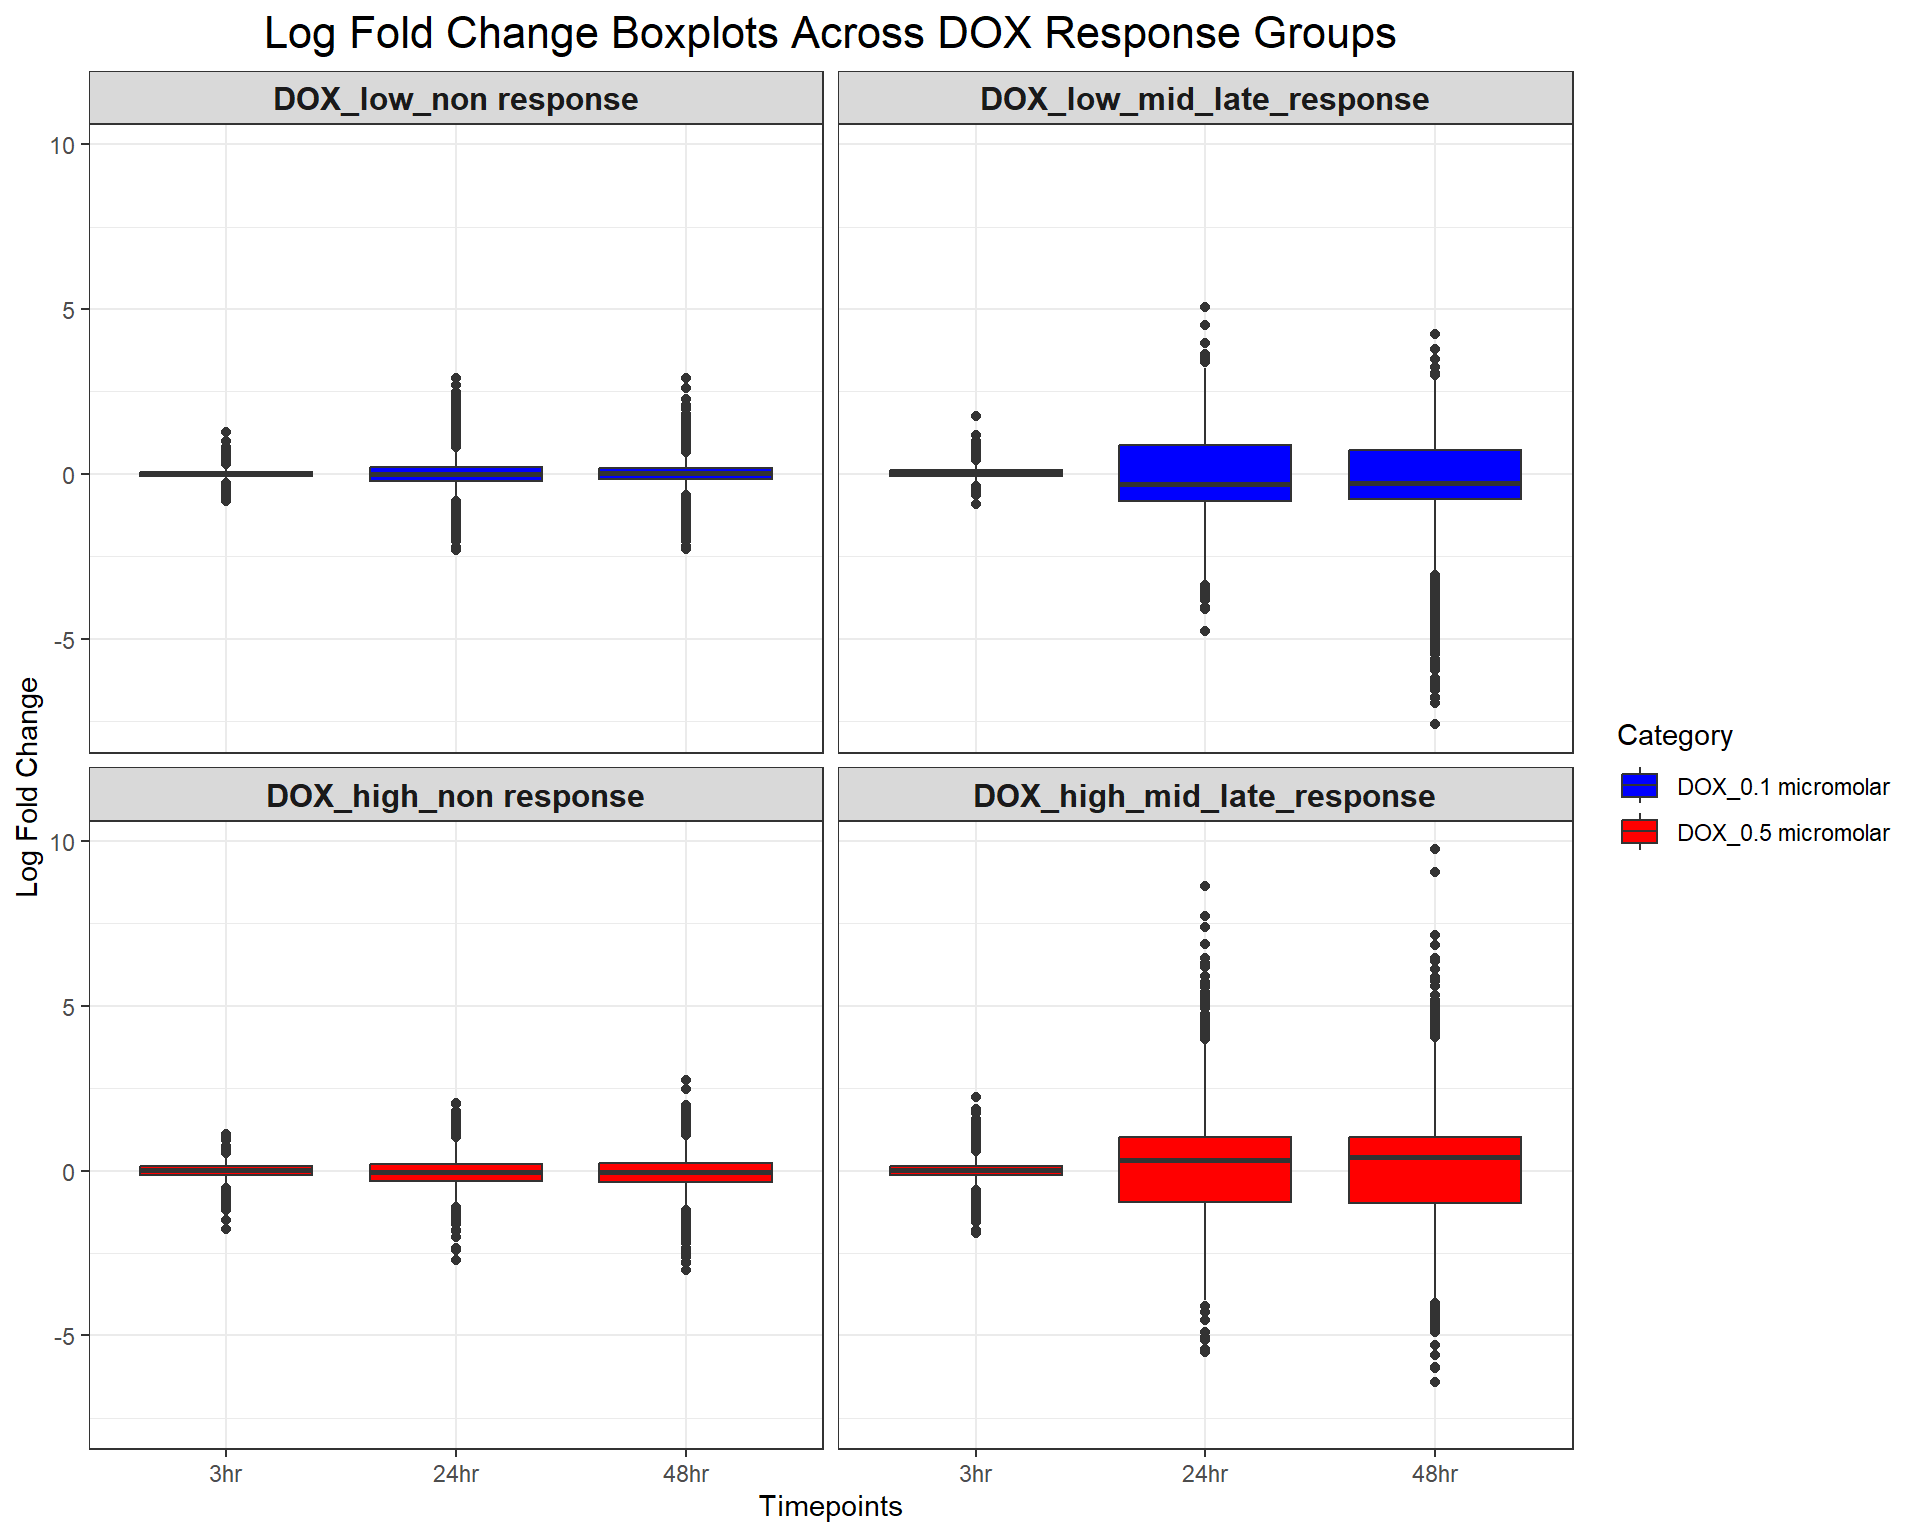 Log Fold Change Boxplots Across DOX Response Groups
DOX_low_non response
DOX_low_mid_late_response
10
5
0
-5
DOX_high_non response
DOX_high_mid_late_response
10
5
0
-5
Log Fold Change
3hr
24hr
48hr
3hr
24hr
48hr
Timepoints
Category
DOX_0.1 micromolar
DOX_0.5 micromolar